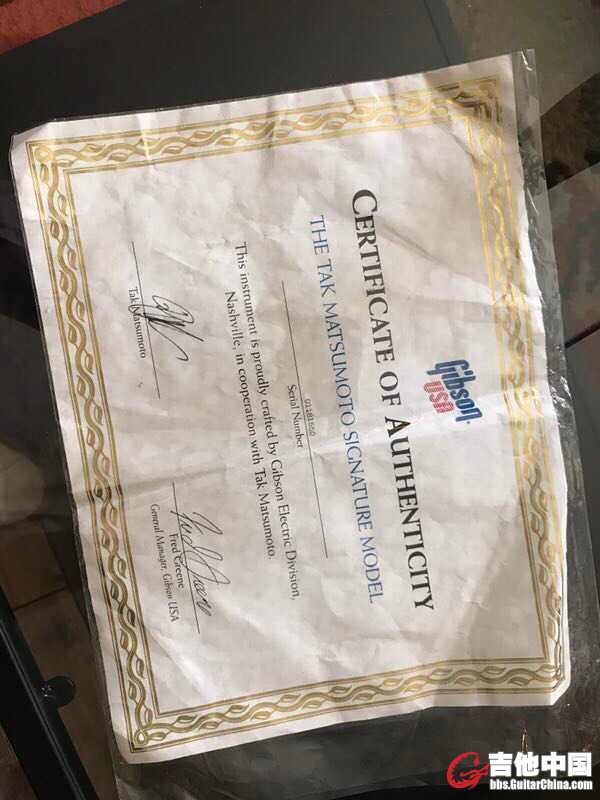 Gibson
USA
CERTIFICATE OF AUTHENTICITY
THE TAK MATSUMOTO SIGNATURE MODEL
01181550
Serial Number
This instrument is proudly crafted by Gibson Electric Division,
Nashville, in cooperation with Tak Matsumoto.
Tak Matsumoto
Fred Greene
General Manager, Gibson USA
吉他中国
bbs.GuitarChina.com